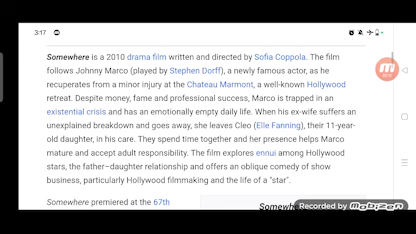 3:17
Somewhere is a 2010 drama film written and directed by Sofia Coppola. The film
follows Johnny Marco (played by Stephen Dorff), a newly famous actor, as he
recuperates from a minor injury at the Chateau Marmont, a well-known Hollywood
retreat. Despite money, fame and professional success, Marco is trapped in an
existential crisis and has an emotionally empty daily life. When his ex-wife suffers an
unexplained breakdown and goes away, she leaves Cleo (Elle Fanning), their 11-year-
old daughter, in his care. They spend time together and her presence helps Marco
mature and accept adult responsibility. The film explores ennui among Hollywood
stars, the father–daughter relationship and offers an oblique comedy of show
business, particularly Hollywood filmmaking and the life of a "star".
Somewhere premiered at the 67th
Somewhere
Recorded by Mobizen